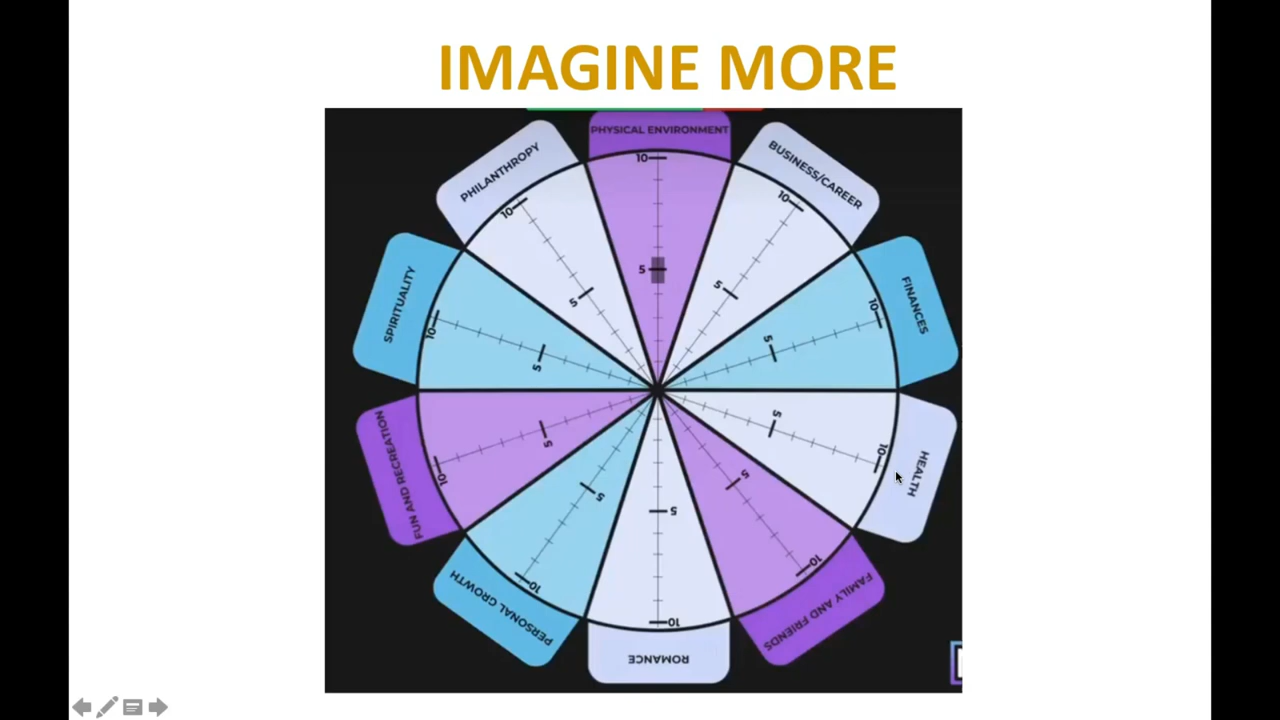 IMAGINE MORE
PHYSICAL ENVIRONMENT
10
5
BUSINESS/CAREER
10
5
FINANCES
10
5
HEALTH
10
5
FAMILY AND FRIENDS
10
5
ROMANCE
10
5
PERSONAL GROWTH
10
5
FUN AND RECREATION
10
5
SPIRITUALITY
10
5
PHILANTHROPY
10
5